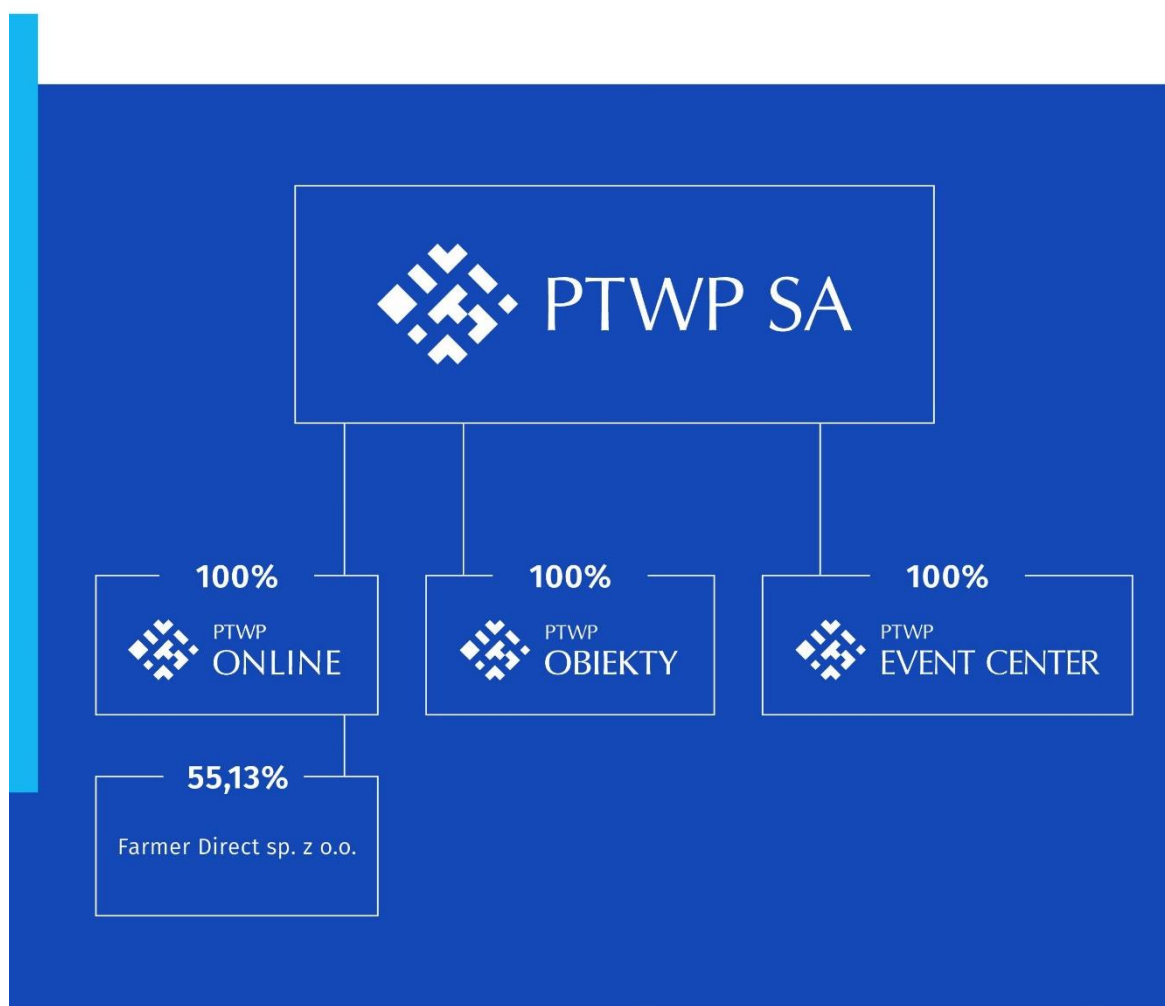 PTWP SA
100%
PTWP
ONLINE
100%
PTWP
OBIEKTY
100%
PTWP
EVENT CENTER
55,13%
Farmer Direct sp. z o.o.